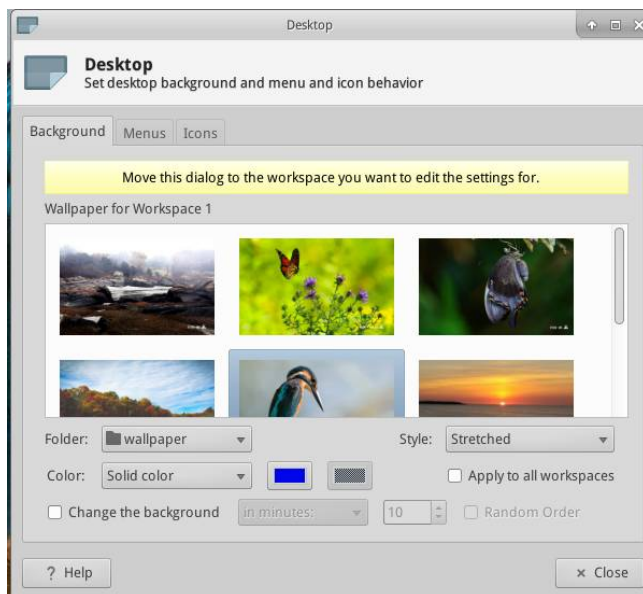 Desktop
Desktop
Set desktop background and menu and icon behavior
Background Menus Icons
Move this dialog to the workspace you want to edit the settings for.
Wallpaper for Workspace 1
Folder: wallpaper Style: Stretched
Color: Solid color Apply to all workspaces
Change the background in minutes: 10 Random Order
? Help × Close